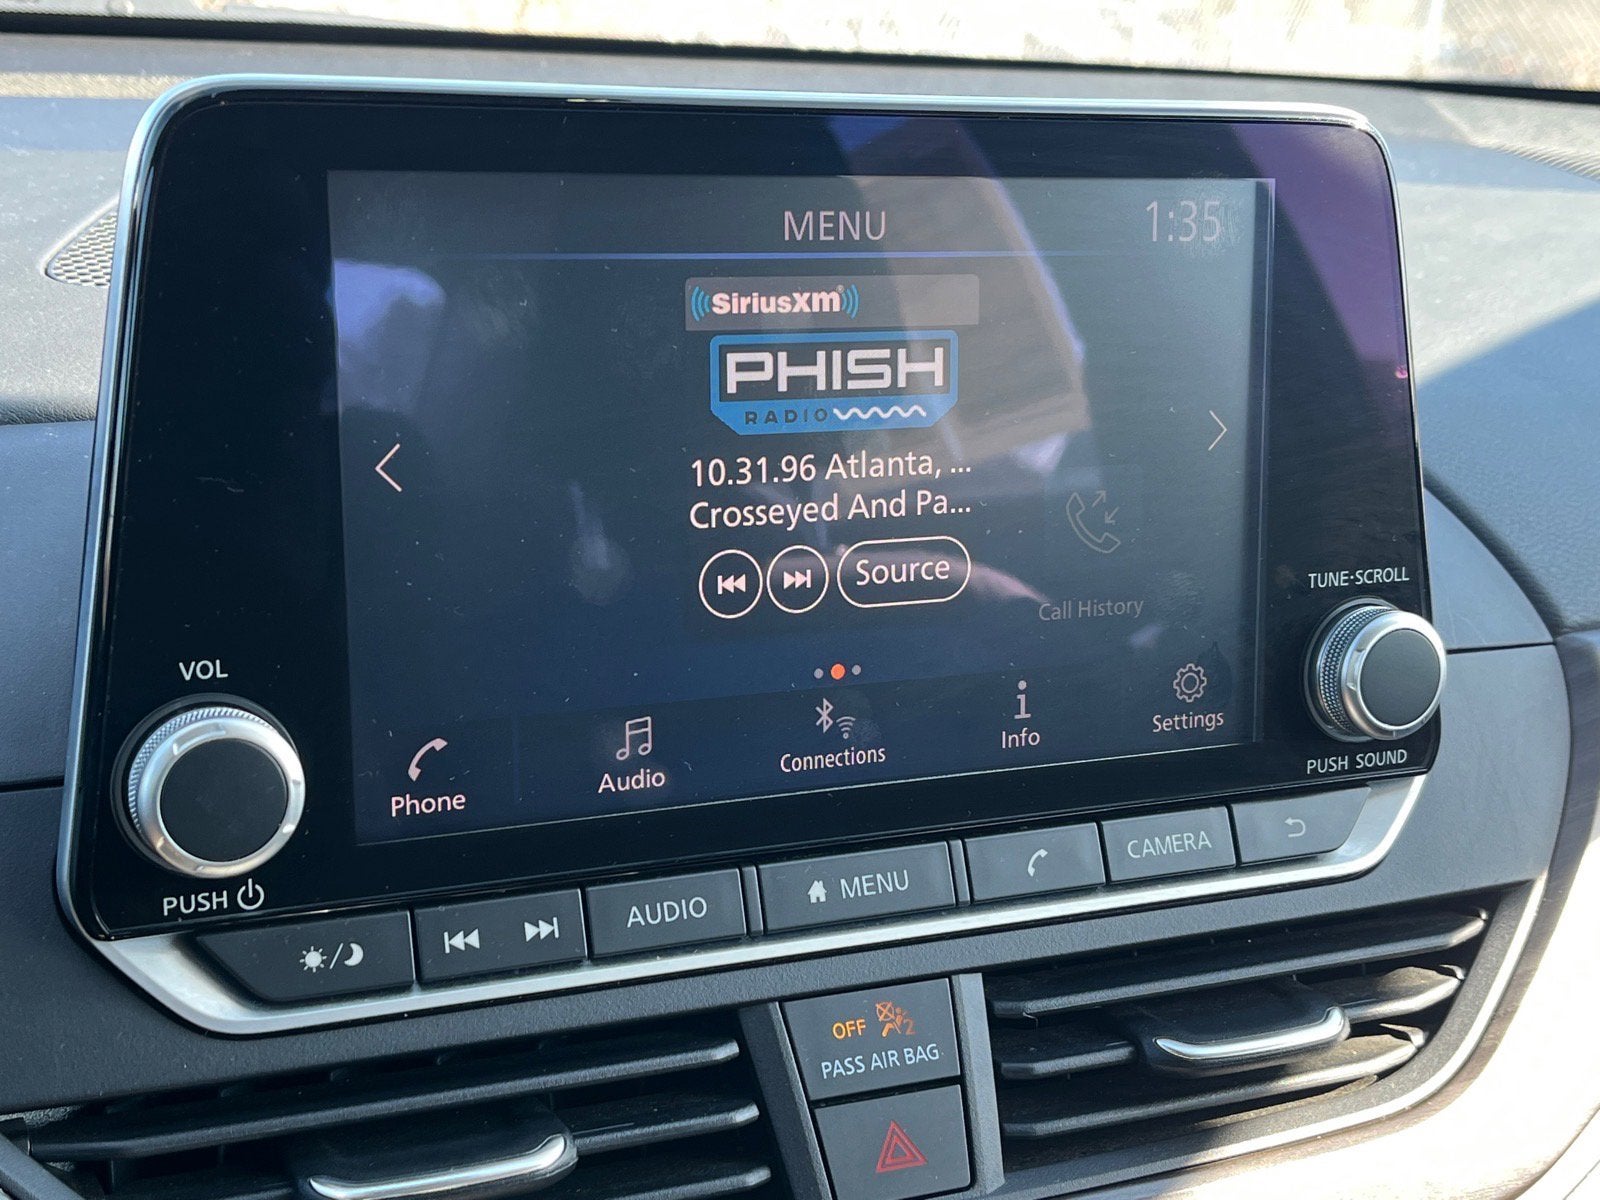 MENU 1:35
SiriusXm
PHISH
RADIO
10.31.96 Atlanta, ...
Crosseyed And Pa...
Source
Call History
Phone Audio Connections Info Settings
VOL
PUSH
TUNE·SCROLL
PUSH SOUND
AUDIO MENU CAMERA
OFF 2
PASS AIR BAG